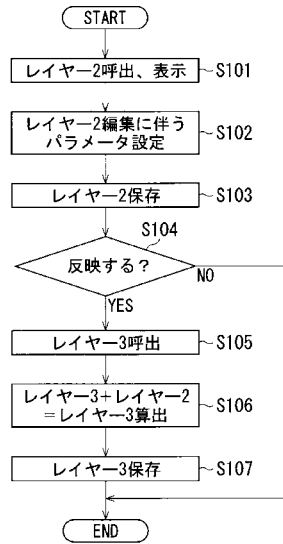 START
レイヤー2呼出、表示
S101
レイヤー2編集に伴う
パラメータ設定
S102
レイヤー2保存
S103
S104
反映する?
NO
YES
レイヤー3呼出
S105
レイヤー3+レイヤー2
=レイヤー3算出
S106
レイヤー3保存
S107
END